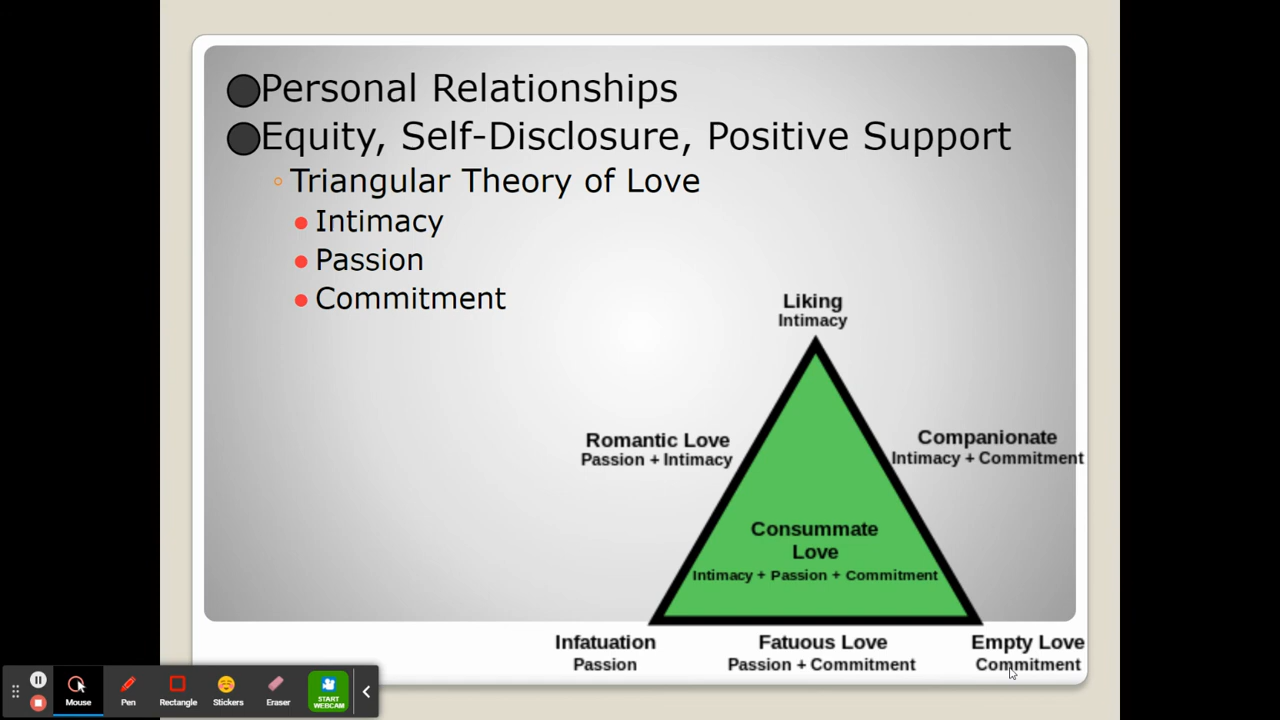 Personal Relationships
Equity, Self-Disclosure, Positive Support
Triangular Theory of Love
Intimacy
Passion
Commitment
Liking
Intimacy
Romantic Love
Passion + Intimacy
Companionate
Intimacy + Commitment
Consummate
Love
Intimacy + Passion + Commitment
Infatuation
Passion
Fatuous Love
Passion + Commitment
Empty Love
Commitment
Mouse
Pen
Rectangle
Stickers
Eraser
START
WEBCAM